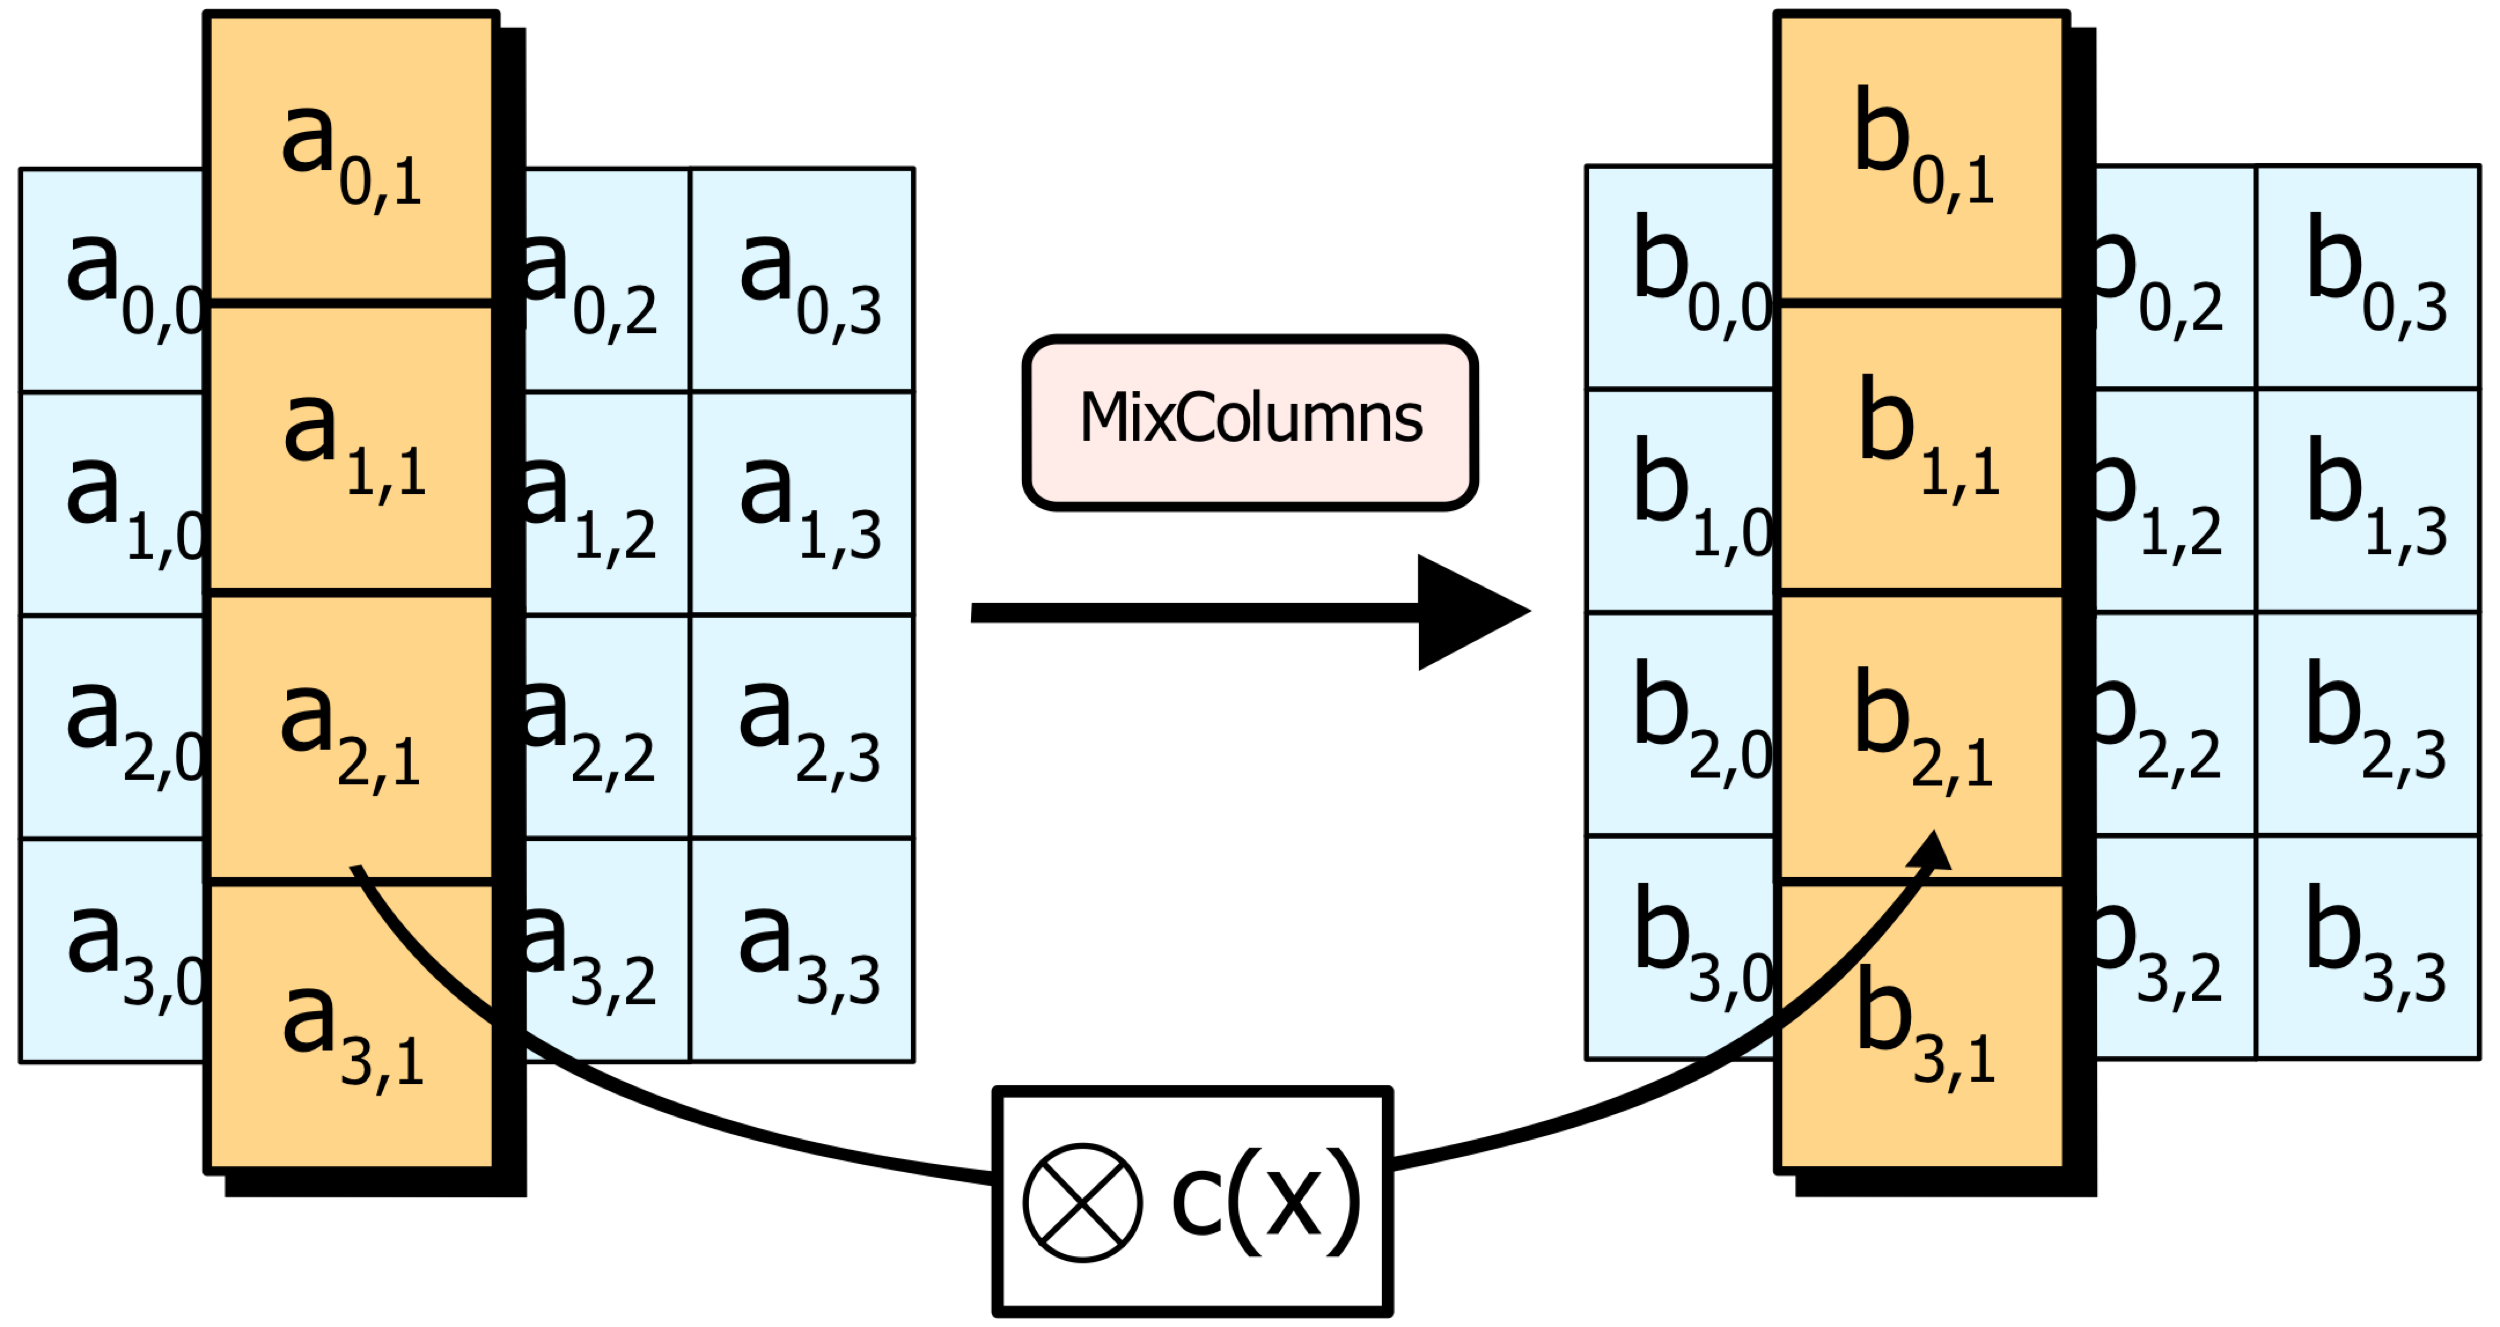 a0,0 a0,1 a0,2 a0,3
a1,0 a1,1 a1,2 a1,3
a2,0 a2,1 a2,2 a2,3
a3,0 a3,1 a3,2 a3,3
MixColumns
b0,0 b0,1 b0,2 b0,3
b1,0 b1,1 b1,2 b1,3
b2,0 b2,1 b2,2 b2,3
b3,0 b3,1 b3,2 b3,3
⊗ c(x)